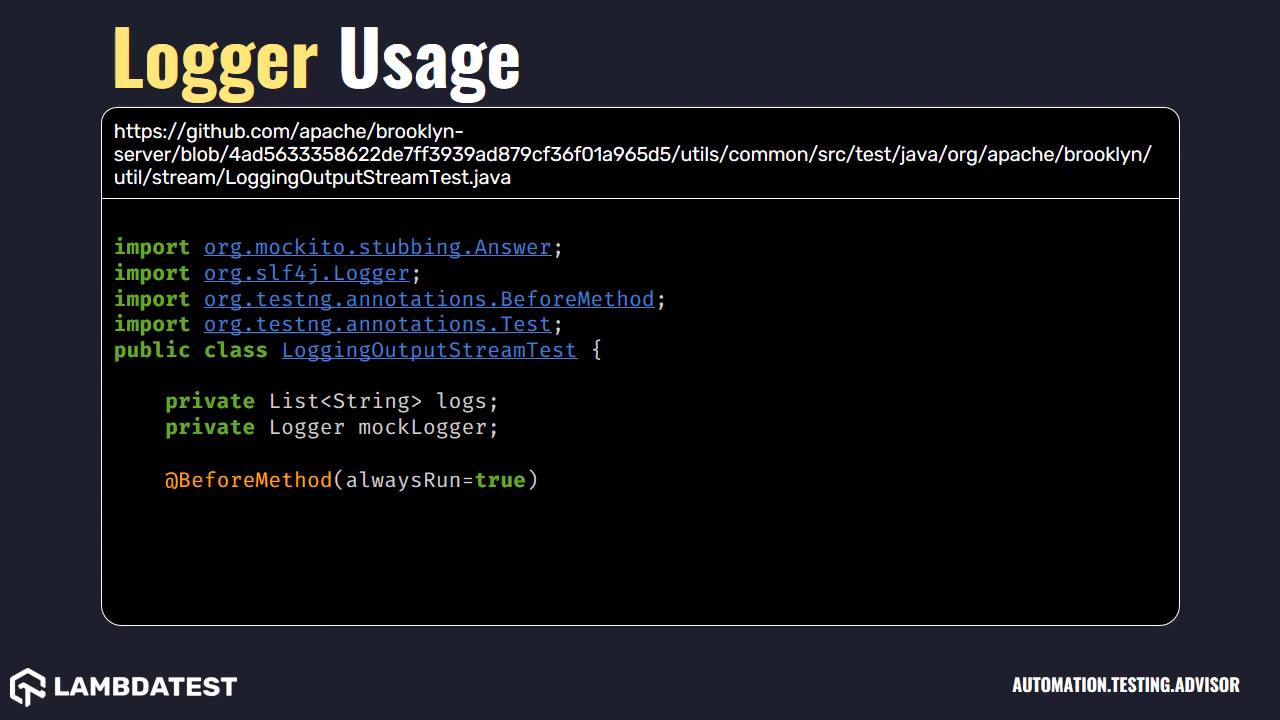 Logger Usage
https://github.com/apache/brooklyn-
server/blob/4ad5633358622de7ff3939ad879cf36f01a965d5/utils/common/src/test/java/org/apache/brooklyn/
util/stream/LoggingOutputStreamTest.java
import org.mockito.stubbing.Answer;
import org.slf4j.Logger;
import org.testng.annotations.BeforeMethod;
import org.testng.annotations.Test;
public class LoggingOutputStreamTest {
    private List<String> logs;
    private Logger mockLogger;
    @BeforeMethod(alwaysRun=true)
LAMBDATEST
AUTOMATION.TESTING.ADVISOR